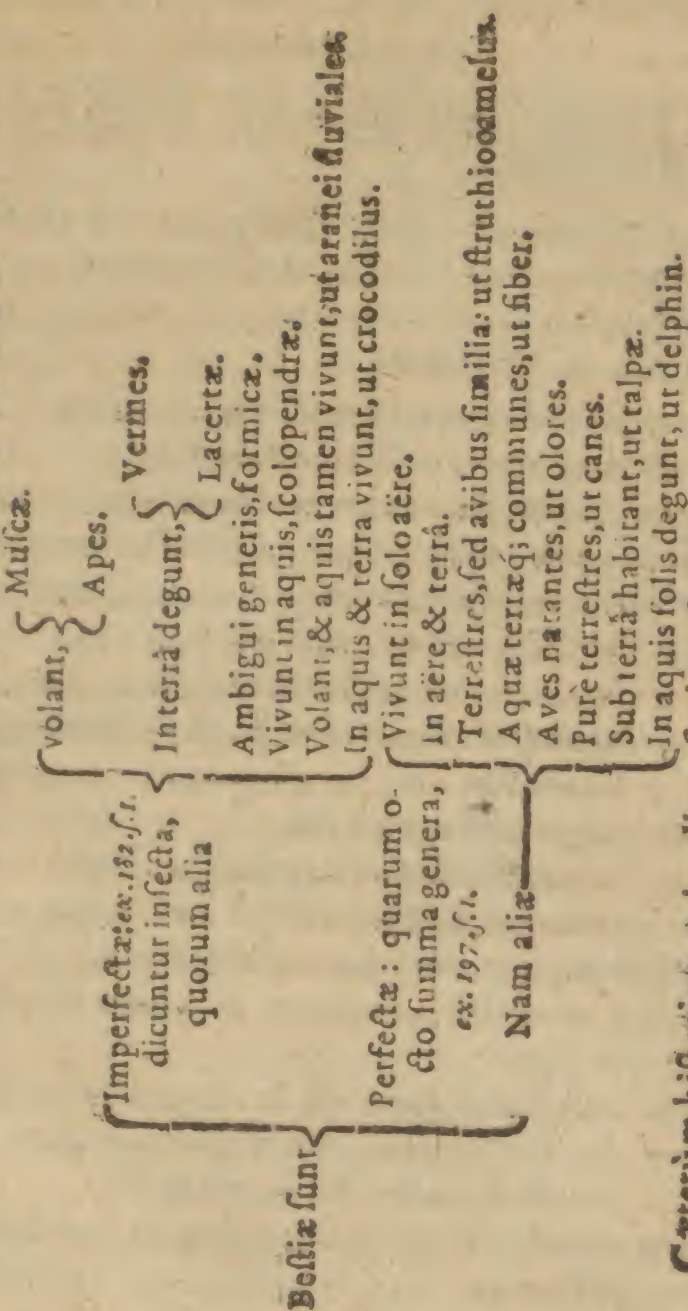 Bestiæ sunt
Imperfectæ: ex. 182. s. 1.
dicuntur insecta,
quorum alia
volant,
Muscæ.
Apes.
In terrâ degunt,
Vermes.
Lacertæ.
Ambigui generis, formicæ.
Vivunt in aquis, scolopendræ.
Volant, & aquis tamen vivunt, ut aranei fluviales.
In aquis & terra vivunt, ut crocodilus.
Perfectæ: quarum o-
cto summa genera,
ex. 197. s. 1.
Nam aliæ
Vivunt in solo aëre.
In aëre & terrâ.
Terrestres, sed avibus similia: ut struthiocamelus.
Aquæ terræq́; communes, ut fiber.
Aves natantes, ut olores.
Purè terrestres, ut canes.
Sub terrâ habitant, ut talpæ.
In aquis solis degunt, ut delphin.
Cæterùm